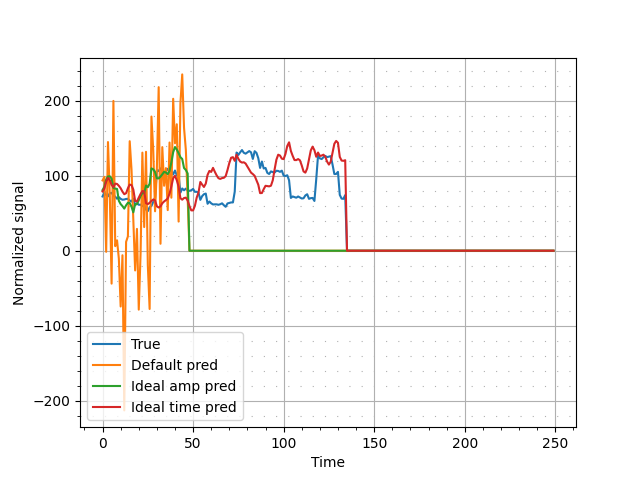 200
100
0
−100
−200
Normalized signal
True
Default pred
Ideal amp pred
Ideal time pred
0 50 100 150 200 250
Time